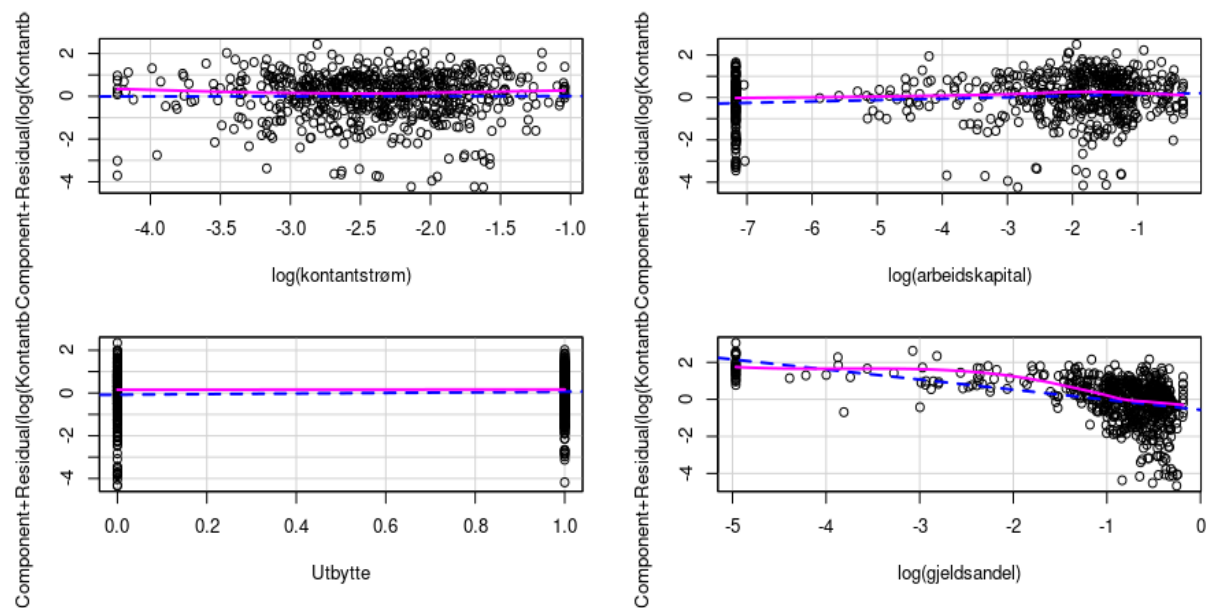 Component+Residual(log(Kontantb
2
0
-2
-4
-4.0 -3.5 -3.0 -2.5 -2.0 -1.5 -1.0
log(kontantstrøm)
Component+Residual(log(Kontantb
2
0
-2
-4
-7 -6 -5 -4 -3 -2 -1
log(arbeidskapital)
Component+Residual(log(Kontantb
2
0
-2
-4
0.0 0.2 0.4 0.6 0.8 1.0
Utbytte
Component+Residual(log(Kontantb
2
0
-2
-4
-5 -4 -3 -2 -1 0
log(gjeldsandel)